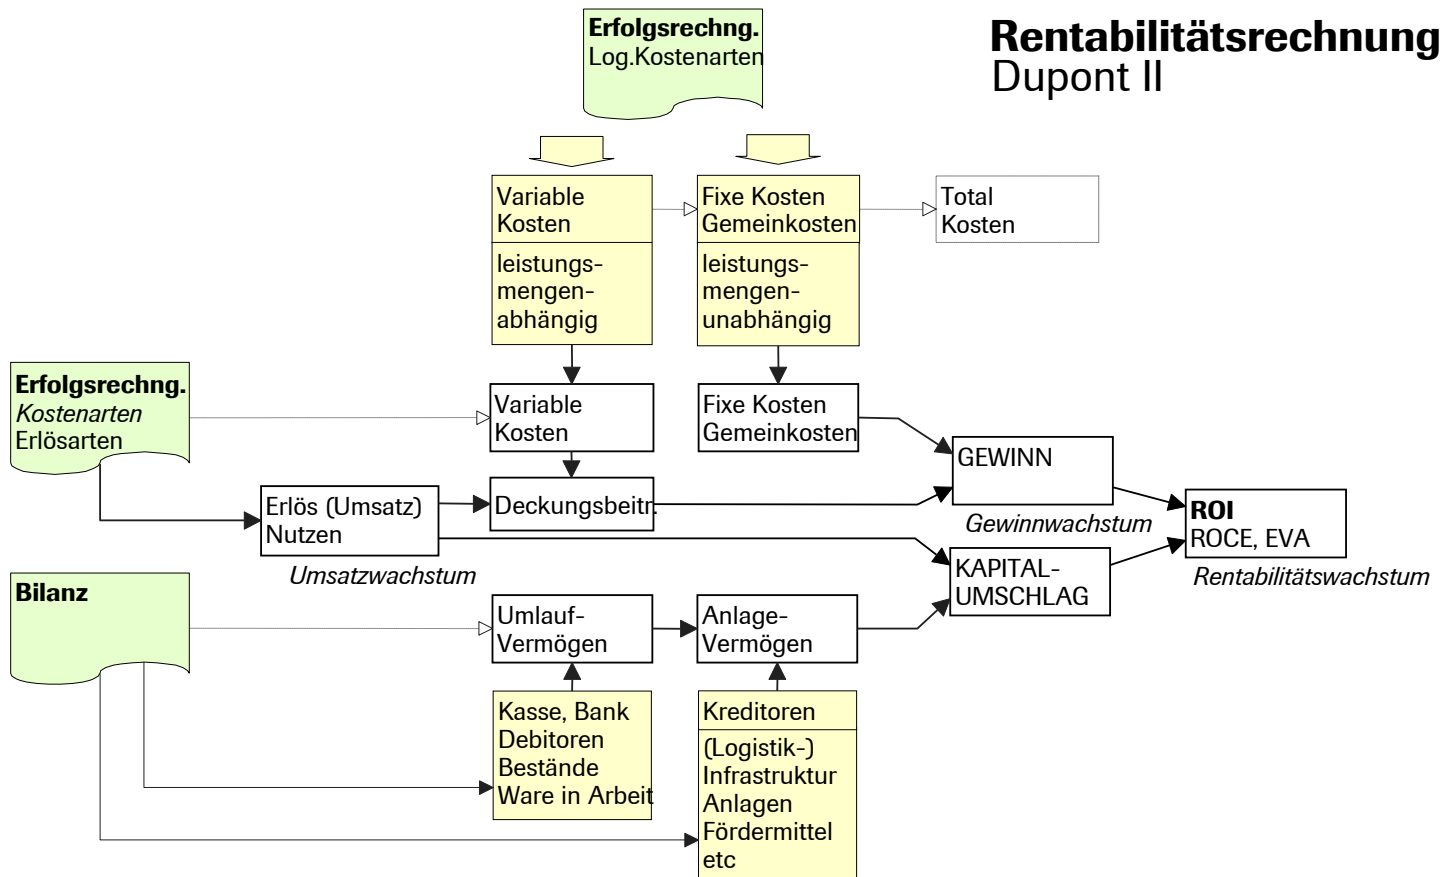 Rentabilitätsrechnung
Dupont II
Erfolgsrechng.
Log.Kostenarten
Variable
Kosten
leistungs-
mengen-
abhängig
Fixe Kosten
Gemeinkosten
leistungs-
mengen-
unabhängig
Total
Kosten
Erfolgsrechng.
Kostenarten
Erlösarten
Variable
Kosten
Fixe Kosten
Gemeinkosten
GEWINN
Gewinnwachstum
Erlös (Umsatz)
Nutzen
Umsatzwachstum
Deckungsbeitr.
ROI
ROCE, EVA
Rentabilitätswachstum
KAPITAL-
UMSCHLAG
Bilanz
Umlauf-
Vermögen
Anlage-
Vermögen
Kasse, Bank
Debitoren
Bestände
Ware in Arbeit
Kreditoren
(Logistik-)
Infrastruktur
Anlagen
Fördermittel
etc